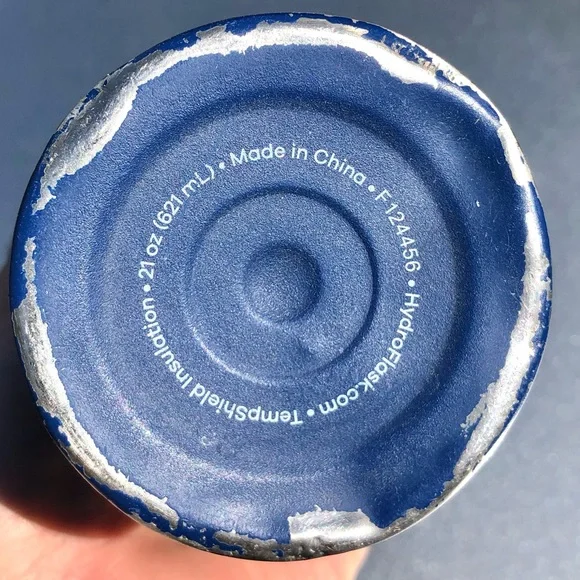 TempShield Insulation • 21 oz (621 mL) • Made in China • F124456 • HydroFlask.com •